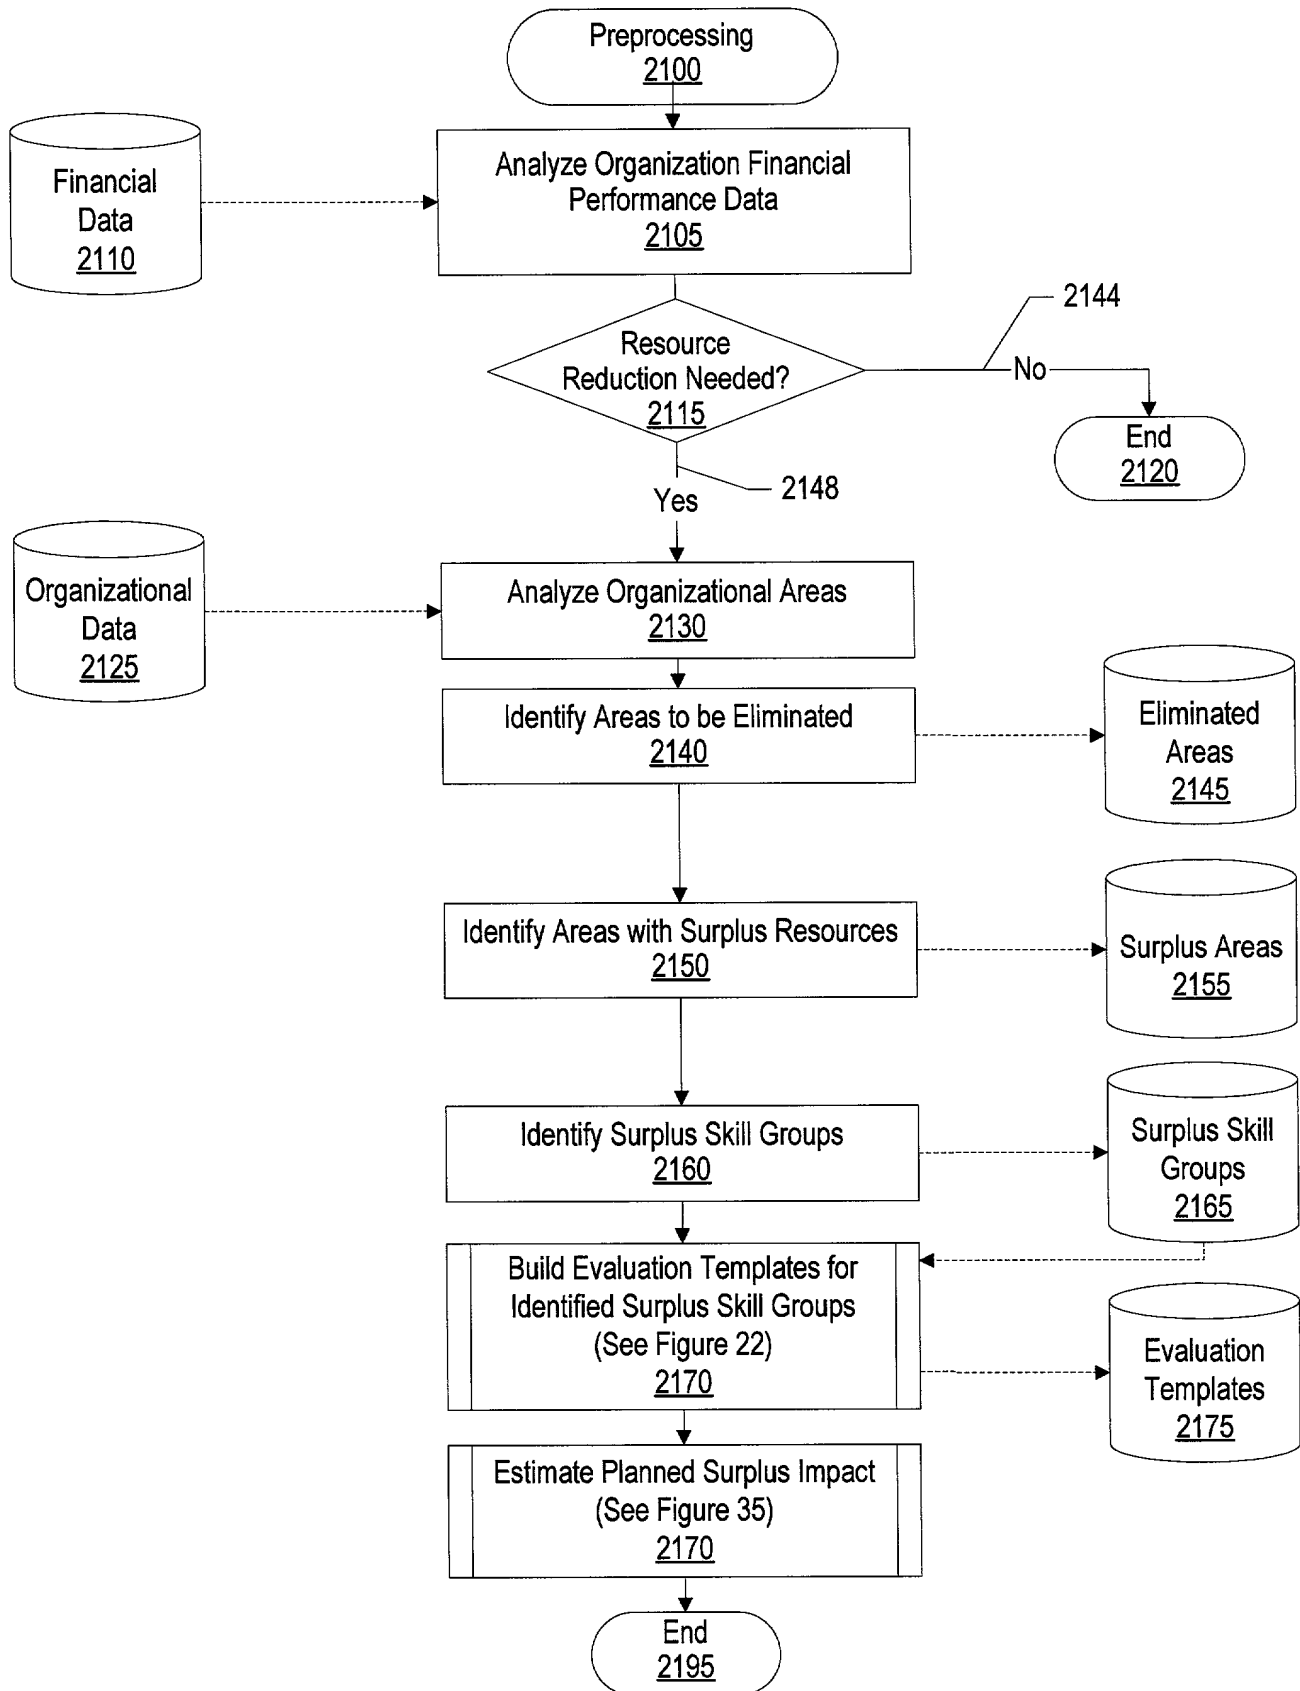 Preprocessing
2100
Financial
Data
2110
Analyze Organization Financial
Performance Data
2105
2144
Resource
Reduction Needed?
2115
No
End
2120
2148
Yes
Organizational
Data
2125
Analyze Organizational Areas
2130
Identify Areas to be Eliminated
2140
Eliminated
Areas
2145
Identify Areas with Surplus Resources
2150
Surplus Areas
2155
Identify Surplus Skill Groups
2160
Surplus Skill
Groups
2165
Build Evaluation Templates for
Identified Surplus Skill Groups
(See Figure 22)
2170
Evaluation
Templates
2175
Estimate Planned Surplus Impact
(See Figure 35)
2170
End
2195